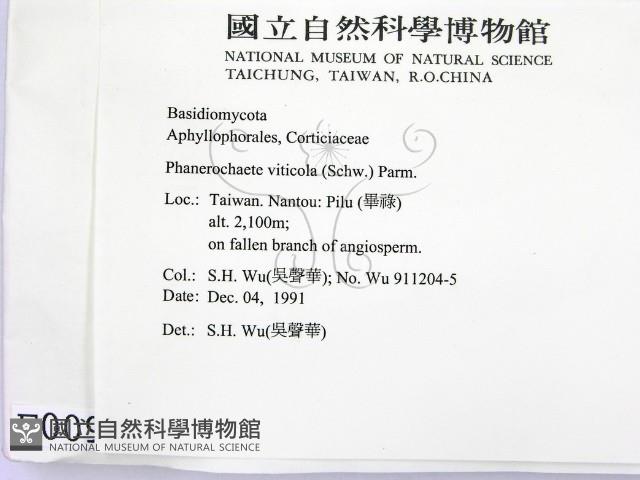 國立自然科學博物館
NATIONAL MUSEUM OF NATURAL SCIENCE
TAICHUNG, TAIWAN, R.O.CHINA
Basidiomycota
Aphyllophorales, Corticiaceae
Phanerochaete viticola (Schw.) Parm.
Loc.: Taiwan. Nantou: Pilu (畢祿)
alt. 2,100m;
on fallen branch of angiosperm.
Col.: S.H. Wu(吳聲華); No. Wu 911204-5
Date: Dec. 04, 1991
Det.: S.H. Wu(吳聲華)
國立自然科學博物館
NATIONAL MUSEUM OF NATURAL SCIENCE